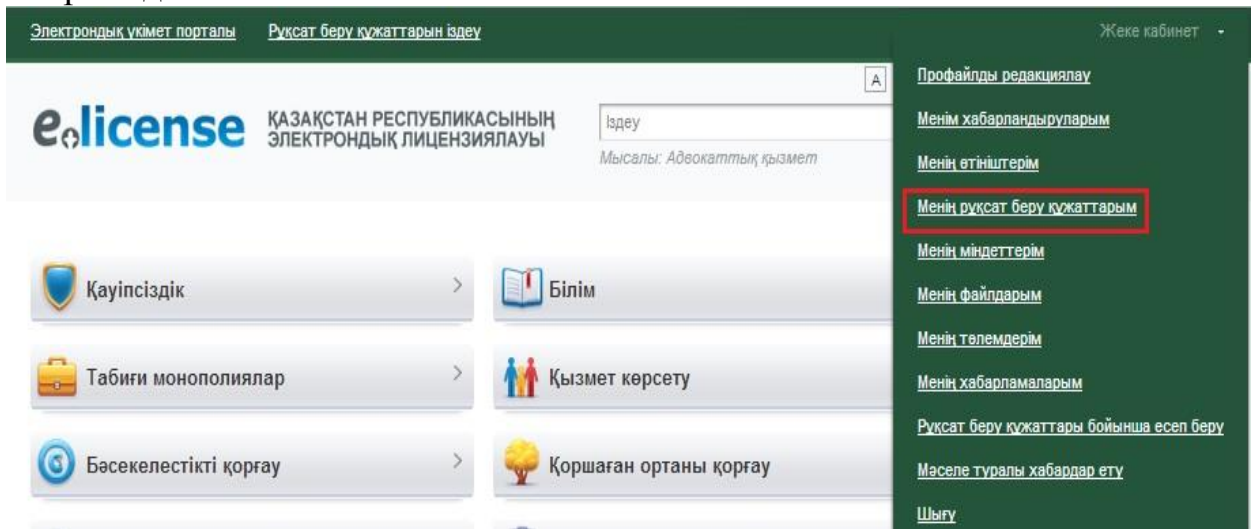 Электрондық үкімет порталы Рұқсат беру құжаттарын іздеу Жеке кабинет
A
e.license ҚАЗАҚСТАН РЕСПУБЛИКАСЫНЫҢ
ЭЛЕКТРОНДЫҚ ЛИЦЕНЗИЯЛАУЫ
Іздеу
Мысалы: Адвокаттық қызмет
Қауіпсіздік
Білім
Табиғи монополиялар
Қызмет көрсету
Бәсекелестікті қорғау
Қоршаған ортаны қорғау
Профайлды редакциялау
Менім хабарландыруларым
Менің өтініштерім
Менің рұқсат беру құжаттарым
Менің міндеттерім
Менің файлдарым
Менің төлемдерім
Менің хабарламаларым
Рұқсат беру құжаттары бойынша есеп беру
Мәселе туралы хабардар ету
Шығу